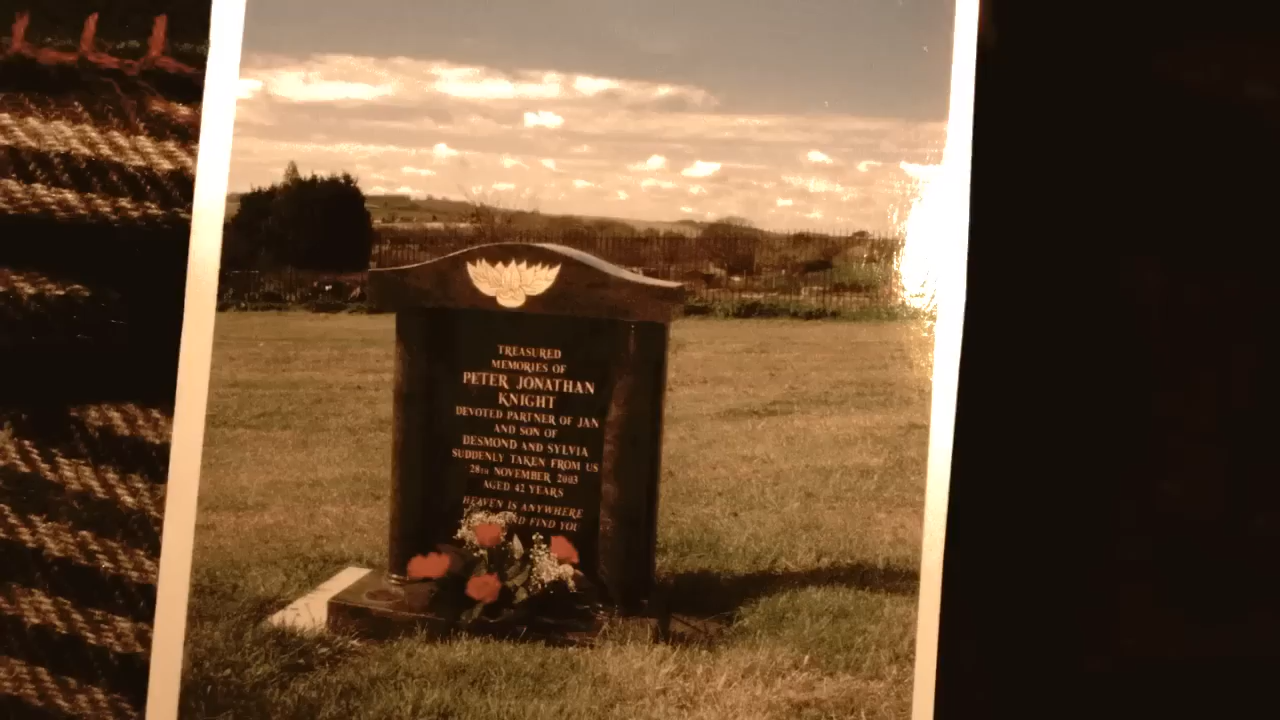 TREASURED
MEMORIES OF
PETER JONATHAN
KNIGHT
DEVOTED PARTNER OF JAN
AND SON OF
DESMOND AND SYLVIA
SUDDENLY TAKEN FROM US
28TH NOVEMBER 2003
AGED 42 YEARS
HEAVEN IS ANYWHERE
AND FIND YOU